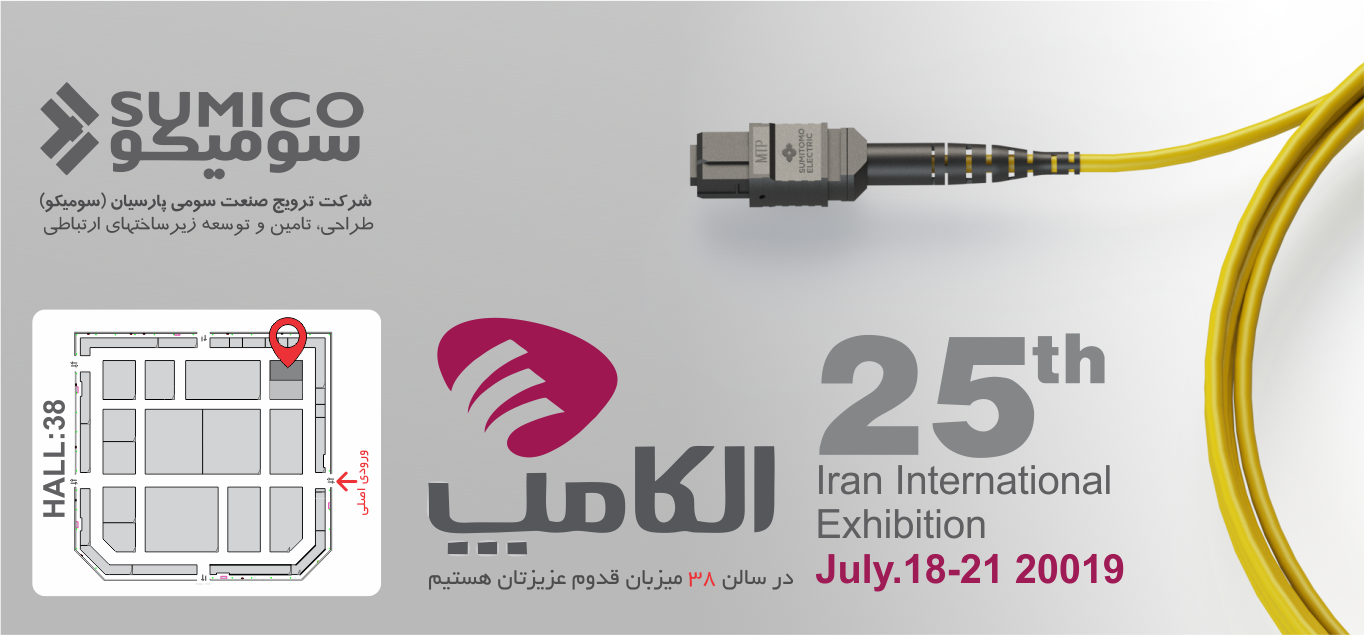 SUMICO
سومیکو
شرکت ترویج صنعت سومی پارسیان (سومیکو)
طراحی، تامین و توسعه زیرساختهای ارتباطی
MTP
SUMITOMO
ELECTRIC
HALL:38
ورودی اصلی
الکامپ
در سالن ۳۸ میزبان قدوم عزیزتان هستیم
25th
Iran International
Exhibition
July.18-21 20019